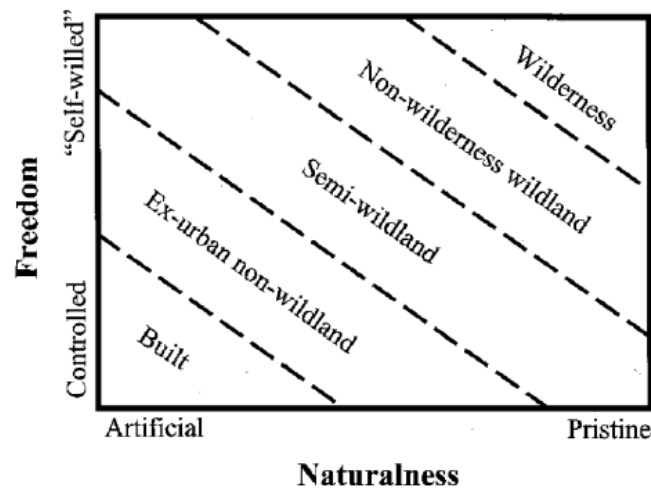 Freedom
Controlled
“Self-willed”
Wilderness
Non-wilderness wildland
Semi-wildland
Ex-urban non-wildland
Built
Artificial
Pristine
Naturalness